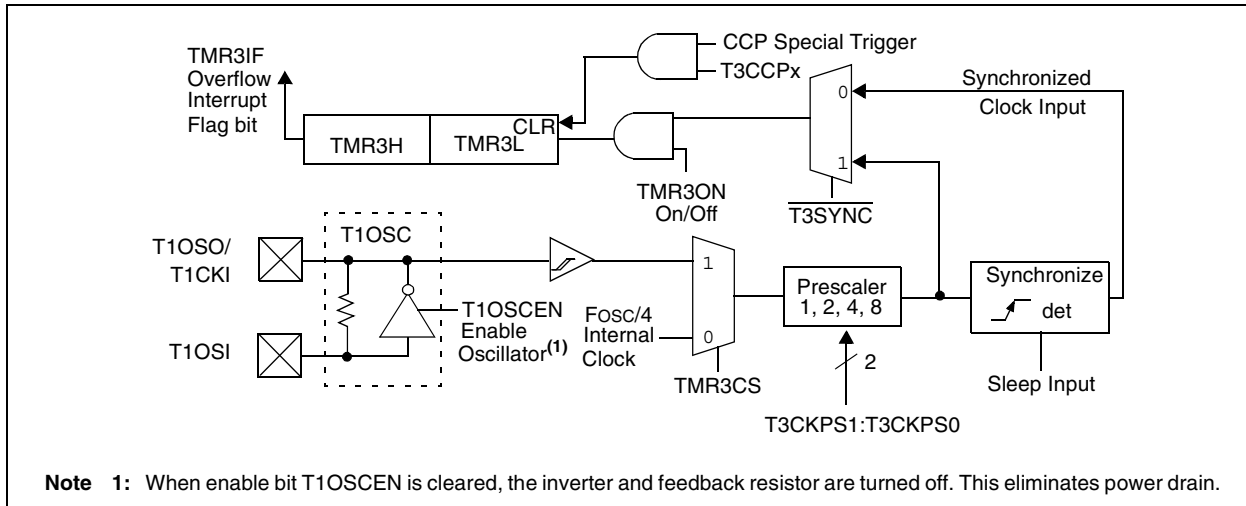 CCP Special Trigger
T3CCPx
TMR3IF
Overflow
Interrupt
Flag bit
TMR3H
TMR3L
CLR
TMR3ON
On/Off
0
1
T3SYNC
Synchronized
Clock Input
T1OSO/
T1CKI
T1OSI
T1OSC
T1OSCEN
Enable
Oscillator(1)
FOSC/4
Internal
Clock
1
0
TMR3CS
Prescaler
1, 2, 4, 8
2
T3CKPS1:T3CKPS0
Synchronize
det
Sleep Input
Note 1: When enable bit T1OSCEN is cleared, the inverter and feedback resistor are turned off. This eliminates power drain.